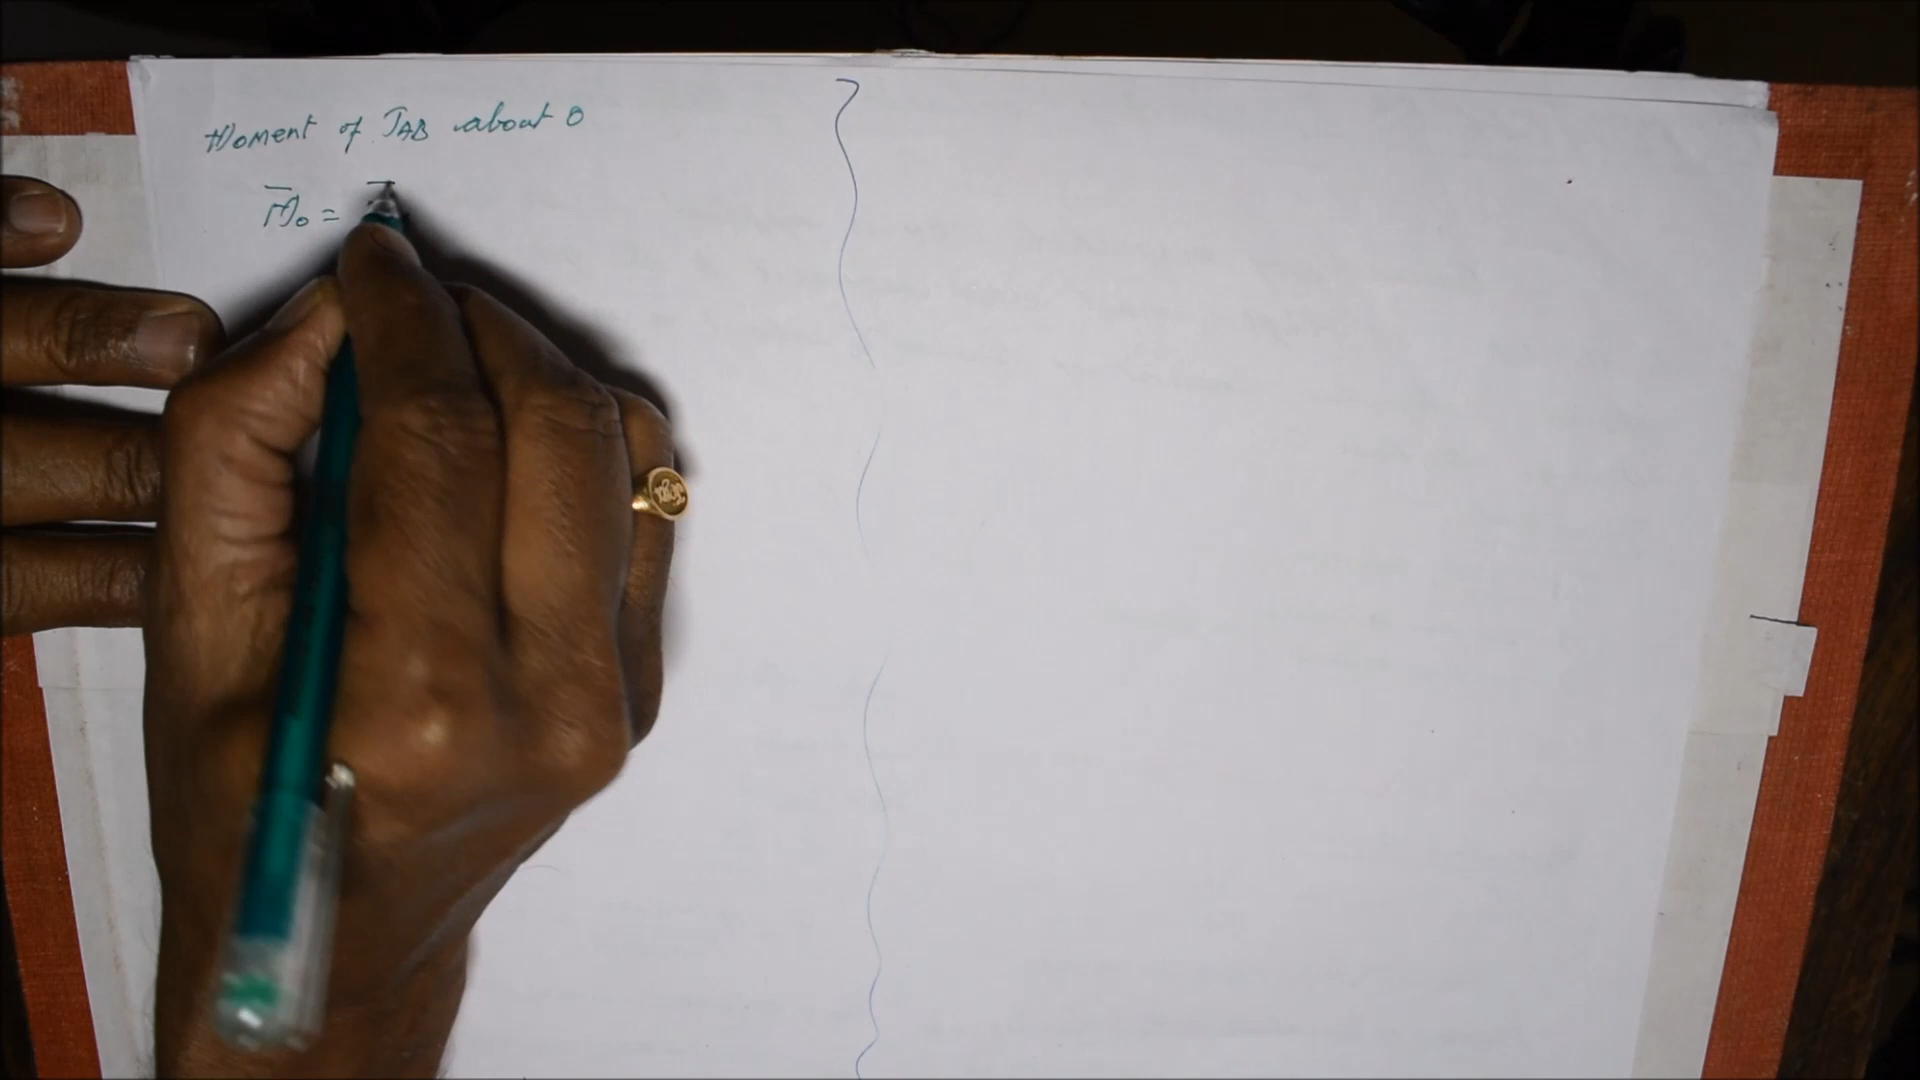 Moment of TAB about O
M̅o =